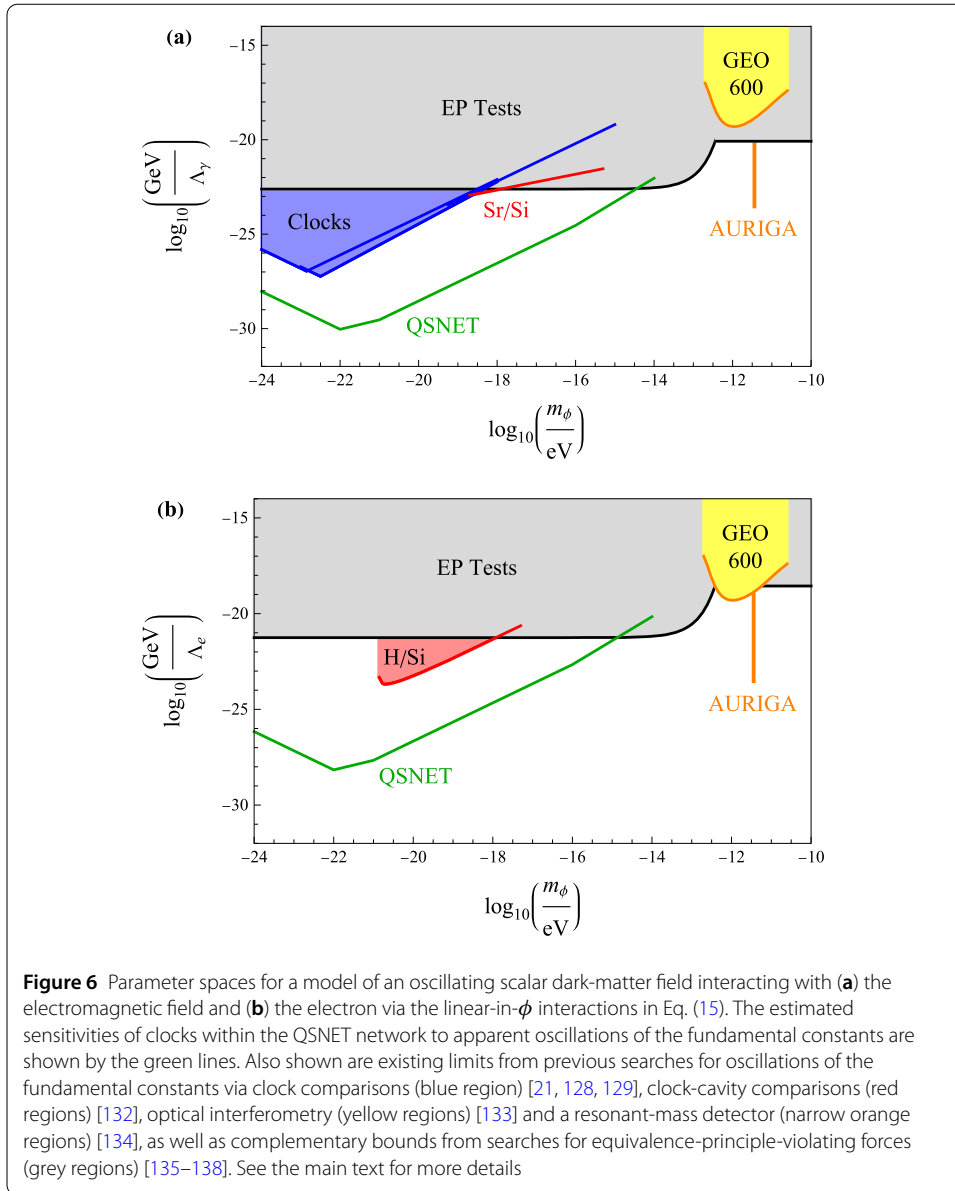 (a)
−15
−20
−25
−30
log10(GeV/Λγ)
EP Tests
GEO
600
Clocks
Sr/Si
AURIGA
QSNET
−24 −22 −20 −18 −16 −14 −12 −10
log10(mϕ/eV)
(b)
−15
−20
−25
−30
log10(GeV/Λe)
EP Tests
GEO
600
H/Si
AURIGA
QSNET
−24 −22 −20 −18 −16 −14 −12 −10
log10(mϕ/eV)
Figure 6 Parameter spaces for a model of an oscillating scalar dark-matter field interacting with (a) the
electromagnetic field and (b) the electron via the linear-in-ϕ interactions in Eq. (15). The estimated
sensitivities of clocks within the QSNET network to apparent oscillations of the fundamental constants are
shown by the green lines. Also shown are existing limits from previous searches for oscillations of the
fundamental constants via clock comparisons (blue region) [21, 128, 129], clock-cavity comparisons (red
regions) [132], optical interferometry (yellow regions) [133] and a resonant-mass detector (narrow orange
regions) [134], as well as complementary bounds from searches for equivalence-principle-violating forces
(grey regions) [135–138]. See the main text for more details